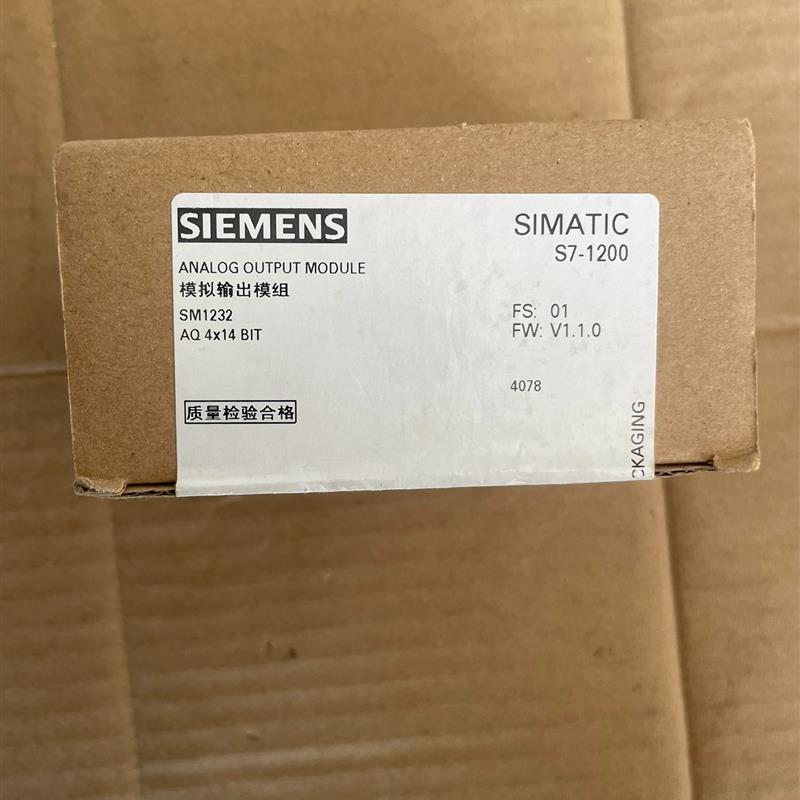 SIEMENS
SIMATIC
S7-1200
ANALOG OUTPUT MODULE
模拟输出模组
SM1232
AQ 4x14 BIT
FS: 01
FW: V1.1.0
4078
质量检验合格
CKAGING